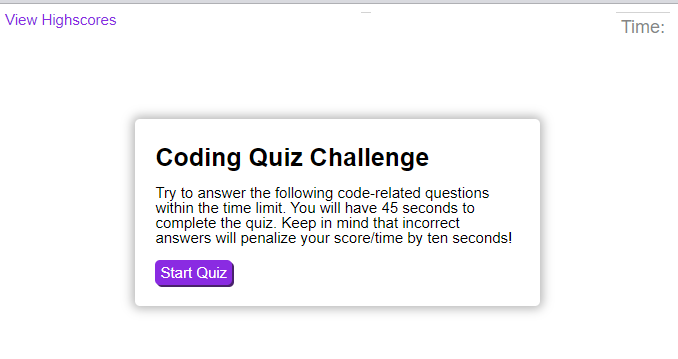 View Highscores
Time:
Coding Quiz Challenge
Try to answer the following code-related questions
within the time limit. You will have 45 seconds to
complete the quiz. Keep in mind that incorrect
answers will penalize your score/time by ten seconds!
Start Quiz